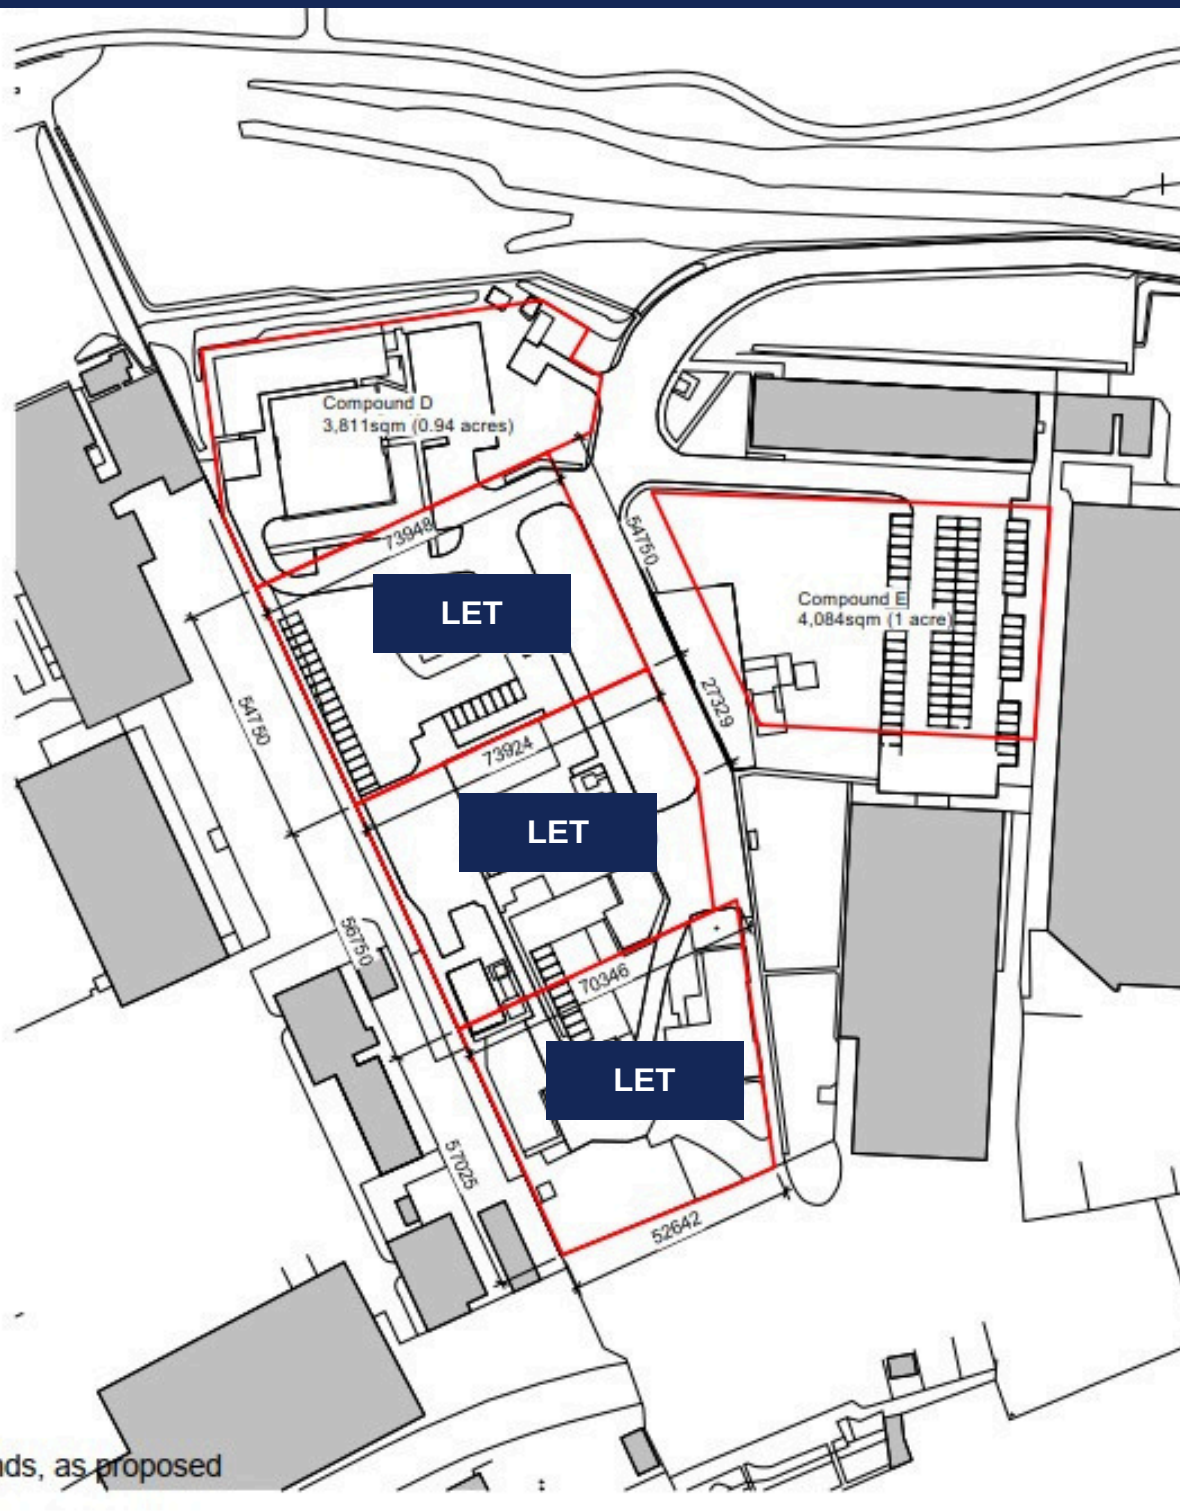 Compound D
3,811sqm (0.94 acres)
73948
54750
LET
Compound E
4,084sqm (1 acre)
54750
27329
73924
LET
56750
70346
LET
57025
52642
nds, as proposed